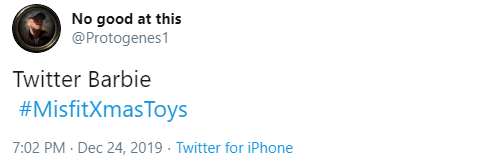 No good at this
@Protogenes1
Twitter Barbie
#MisfitXmasToys
7:02 PM · Dec 24, 2019 · Twitter for iPhone